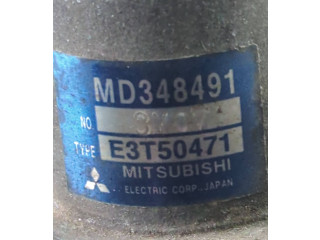 MD348491
NO
TYPE E3T50471
MITSUBISHI
ELECTRIC CORP., JAPAN